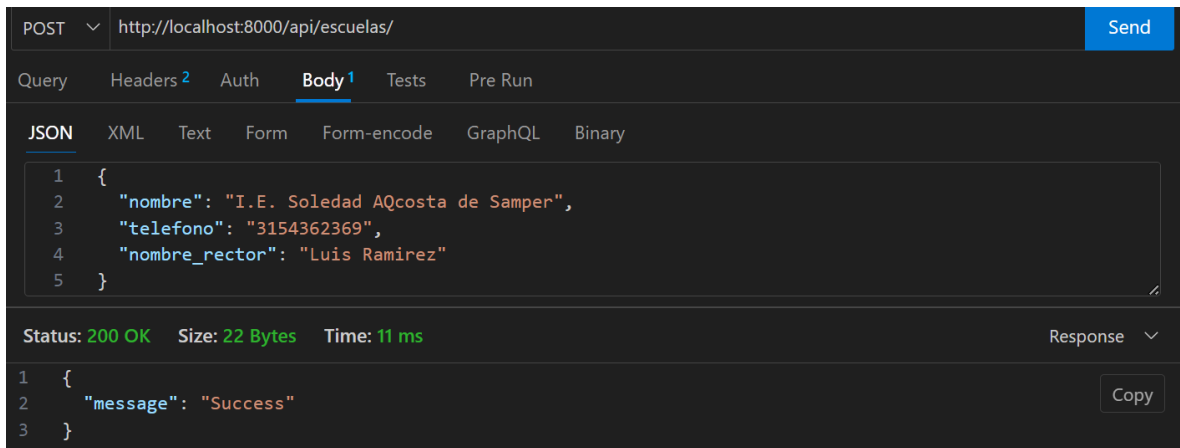 POST http://localhost:8000/api/escuelas/ Send
Query Headers 2 Auth Body 1 Tests Pre Run
JSON XML Text Form Form-encode GraphQL Binary
1 {
2 "nombre": "I.E. Soledad AQcosta de Samper",
3 "telefono": "3154362369",
4 "nombre_rector": "Luis Ramirez"
5 }
Status: 200 OK Size: 22 Bytes Time: 11 ms Response
1 {
2 "message": "Success"
3 }
Copy